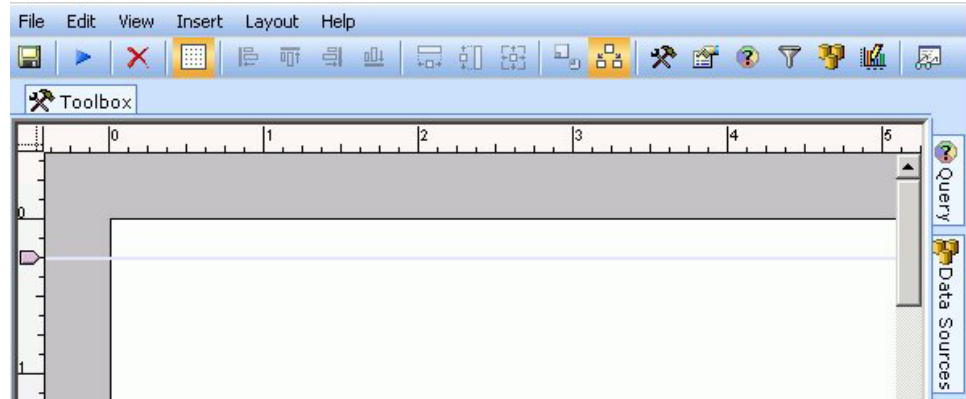 File Edit View Insert Layout Help
Toolbox
0 1 2 3 4 5
0
1
Query
Data Sources